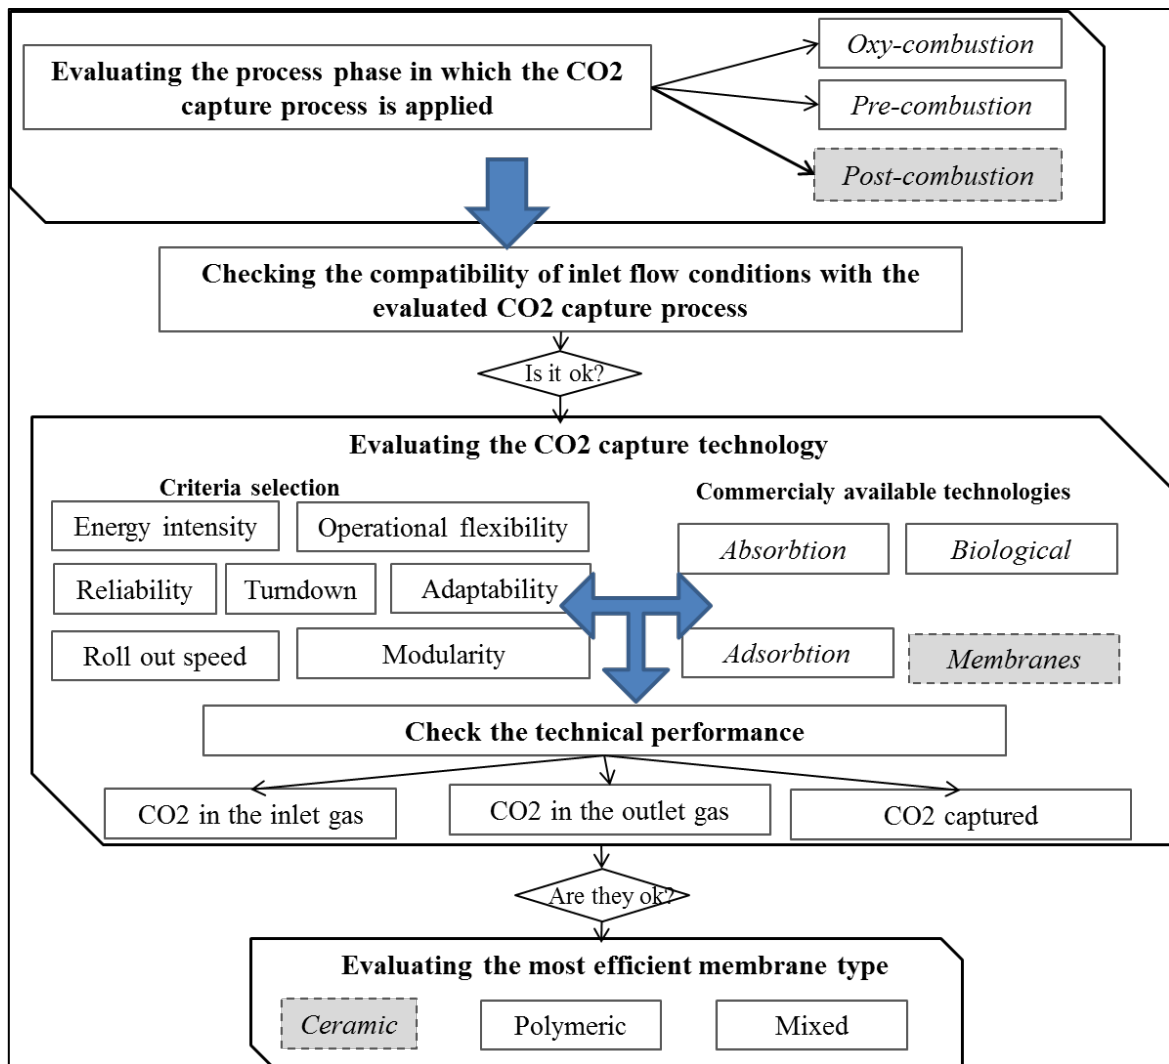 Evaluating the process phase in which the CO2
capture process is applied
Oxy-combustion
Pre-combustion
Post-combustion
Checking the compatibility of inlet flow conditions with the
evaluated CO2 capture process
Is it ok?
Evaluating the CO2 capture technology
Criteria selection
Energy intensity
Operational flexibility
Reliability
Turndown
Adaptability
Roll out speed
Modularity
Commercialy available technologies
Absorbtion
Biological
Adsorbtion
Membranes
Check the technical performance
CO2 in the inlet gas
CO2 in the outlet gas
CO2 captured
Are they ok?
Evaluating the most efficient membrane type
Ceramic
Polymeric
Mixed